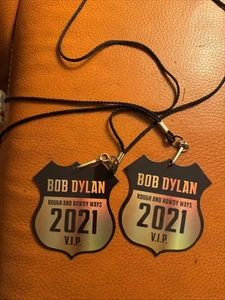 BOB DYLAN
ROUGH AND ROWDY WAYS
2021
V.I.P.
BOB DYLAN
ROUGH AND ROWDY WAYS
2021
V.I.P.